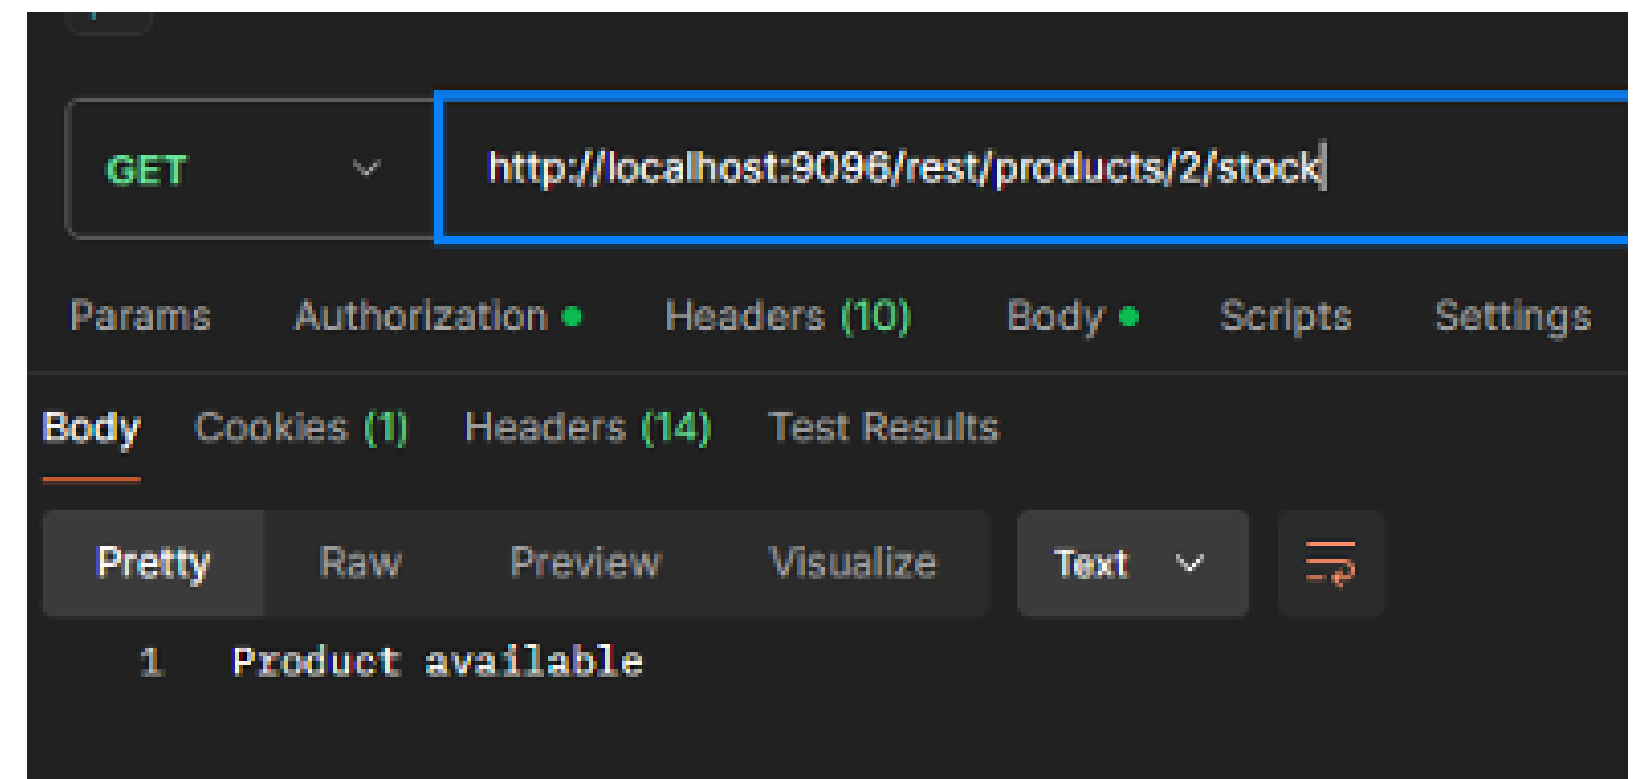 GET http://localhost:9096/rest/products/2/stock
Params Authorization Headers (10) Body Scripts Settings
Body Cookies (1) Headers (14) Test Results
Pretty Raw Preview Visualize Text
1 Product available